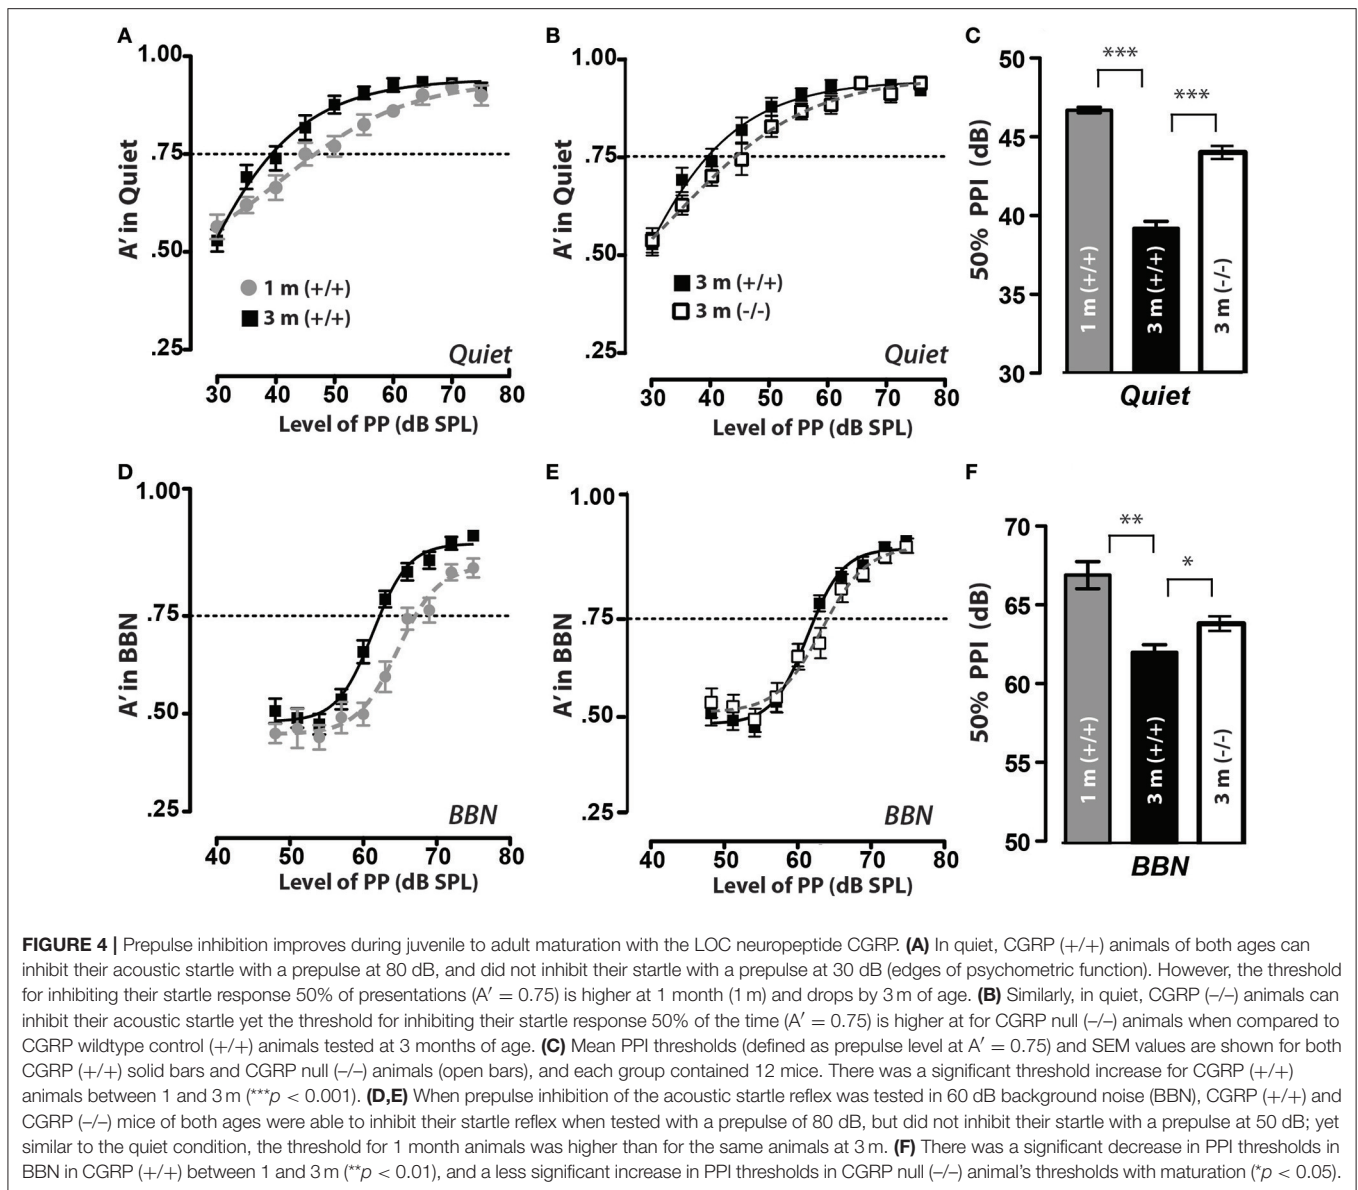 A
1.00
.75
.50
.25
A′ in Quiet
1 m (+/+)
3 m (+/+)
Quiet
30 40 50 60 70 80
Level of PP (dB SPL)
B
1.00
.75
.50
.25
A′ in Quiet
3 m (+/+)
3 m (-/-)
Quiet
30 40 50 60 70 80
Level of PP (dB SPL)
C
50
45
40
35
30
50% PPI (dB)
***
***
1 m (+/+)
3 m (+/+)
3 m (-/-)
Quiet
D
1.00
.75
.50
.25
A′ in BBN
BBN
40 50 60 70 80
Level of PP (dB SPL)
E
1.00
.75
.50
.25
A′ in BBN
BBN
40 50 60 70 80
Level of PP (dB SPL)
F
70
65
60
55
50
50% PPI (dB)
**
*
1 m (+/+)
3 m (+/+)
3 m (-/-)
BBN
FIGURE 4 | Prepulse inhibition improves during juvenile to adult maturation with the LOC neuropeptide CGRP. (A) In quiet, CGRP (+/+) animals of both ages can
inhibit their acoustic startle with a prepulse at 80 dB, and did not inhibit their startle with a prepulse at 30 dB (edges of psychometric function). However, the threshold
for inhibiting their startle response 50% of presentations (A′ = 0.75) is higher at 1 month (1 m) and drops by 3 m of age. (B) Similarly, in quiet, CGRP (–/–) animals can
inhibit their acoustic startle yet the threshold for inhibiting their startle response 50% of the time (A′ = 0.75) is higher at for CGRP null (–/–) animals when compared to
CGRP wildtype control (+/+) animals tested at 3 months of age. (C) Mean PPI thresholds (defined as prepulse level at A′ = 0.75) and SEM values are shown for both
CGRP (+/+) solid bars and CGRP null (–/–) animals (open bars), and each group contained 12 mice. There was a significant threshold increase for CGRP (+/+)
animals between 1 and 3 m (***p < 0.001). (D,E) When prepulse inhibition of the acoustic startle reflex was tested in 60 dB background noise (BBN), CGRP (+/+) and
CGRP (–/–) mice of both ages were able to inhibit their startle reflex when tested with a prepulse of 80 dB, but did not inhibit their startle with a prepulse at 50 dB; yet
similar to the quiet condition, the threshold for 1 month animals was higher than for the same animals at 3 m. (F) There was a significant decrease in PPI thresholds in
BBN in CGRP (+/+) between 1 and 3 m (**p < 0.01), and a less significant increase in PPI thresholds in CGRP null (–/–) animal's thresholds with maturation (*p < 0.05).